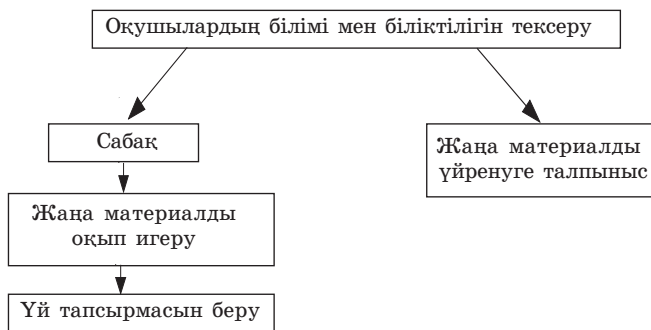 Оқушылардың білімі мен біліктілігін тексеру
Сабақ
Жаңа материалды
үйренуге талпыныс
Жаңа материалды
оқып игеру
Үй тапсырмасын беру